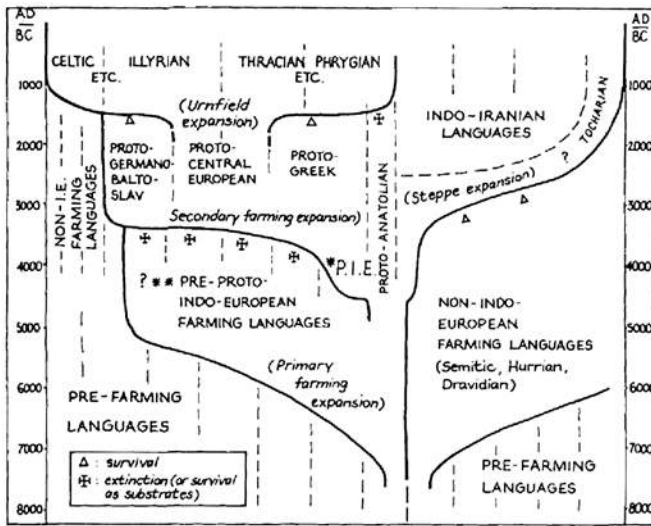 AD
BC
AD
BC
CELTIC ILLYRIAN THRACIAN PHRYGIAN
ETC. ETC.
1000
1000
(Urnfield
expansion)
INDO-IRANIAN
LANGUAGES
TOCHARIAN
?
1500
1500
NON-I.E.
FARMING
LANGUAGES
PROTO-
GERMANO-
BALTO-
SLAV
PROTO-
CENTRAL
EUROPEAN
PROTO-
GREEK
PROTO-ANATOLIAN
2000
2000
(Steppe expansion)
3000
3000
Secondary farming expansion)
4000
4000
*P.I.E.
? ** PRE-PROTO-
INDO-EUROPEAN
FARMING LANGUAGES
NON-INDO-
EUROPEAN
FARMING LANGUAGES
(Semitic, Hurrian,
Dravidian)
5000
5000
(Primary
farming
expansion)
6000
6000
PRE-FARMING
LANGUAGES
7000
7000
PRE-FARMING
LANGUAGES
△ : survival
✠ : extinction (or survival
as substrates)
8000
8000